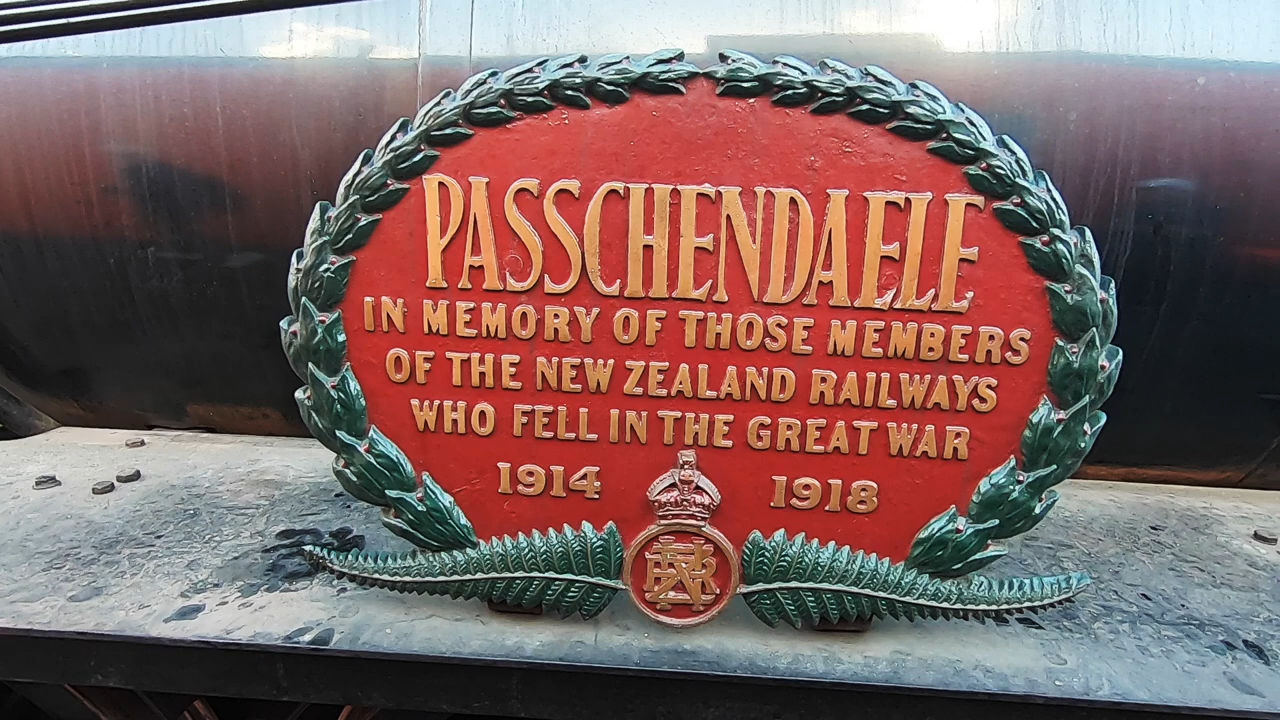 PASSCHENDAELE
IN MEMORY OF THOSE MEMBERS
OF THE NEW ZEALAND RAILWAYS
WHO FELL IN THE GREAT WAR
1914 1918
NZR